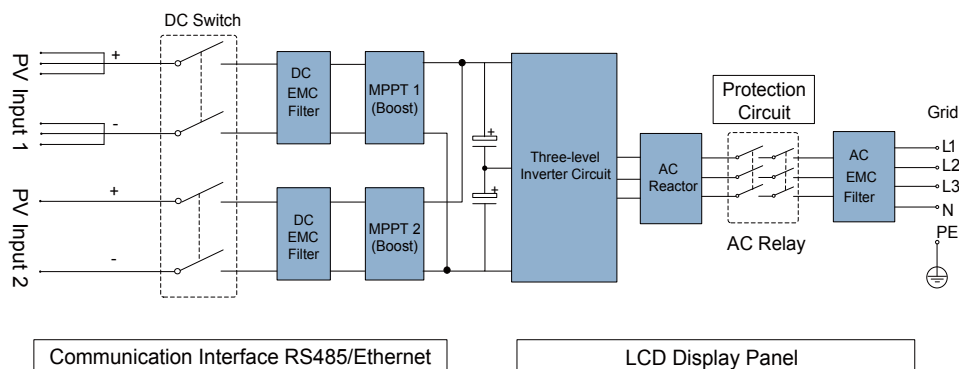 DC Switch
PV Input 1
+
-
PV Input 2
+
-
DC
EMC
Filter
MPPT 1
(Boost)
DC
EMC
Filter
MPPT 2
(Boost)
+
+
Three-level
Inverter Circuit
AC
Reactor
Protection
Circuit
AC Relay
AC
EMC
Filter
Grid
L1
L2
L3
N
PE
Communication Interface RS485/Ethernet
LCD Display Panel